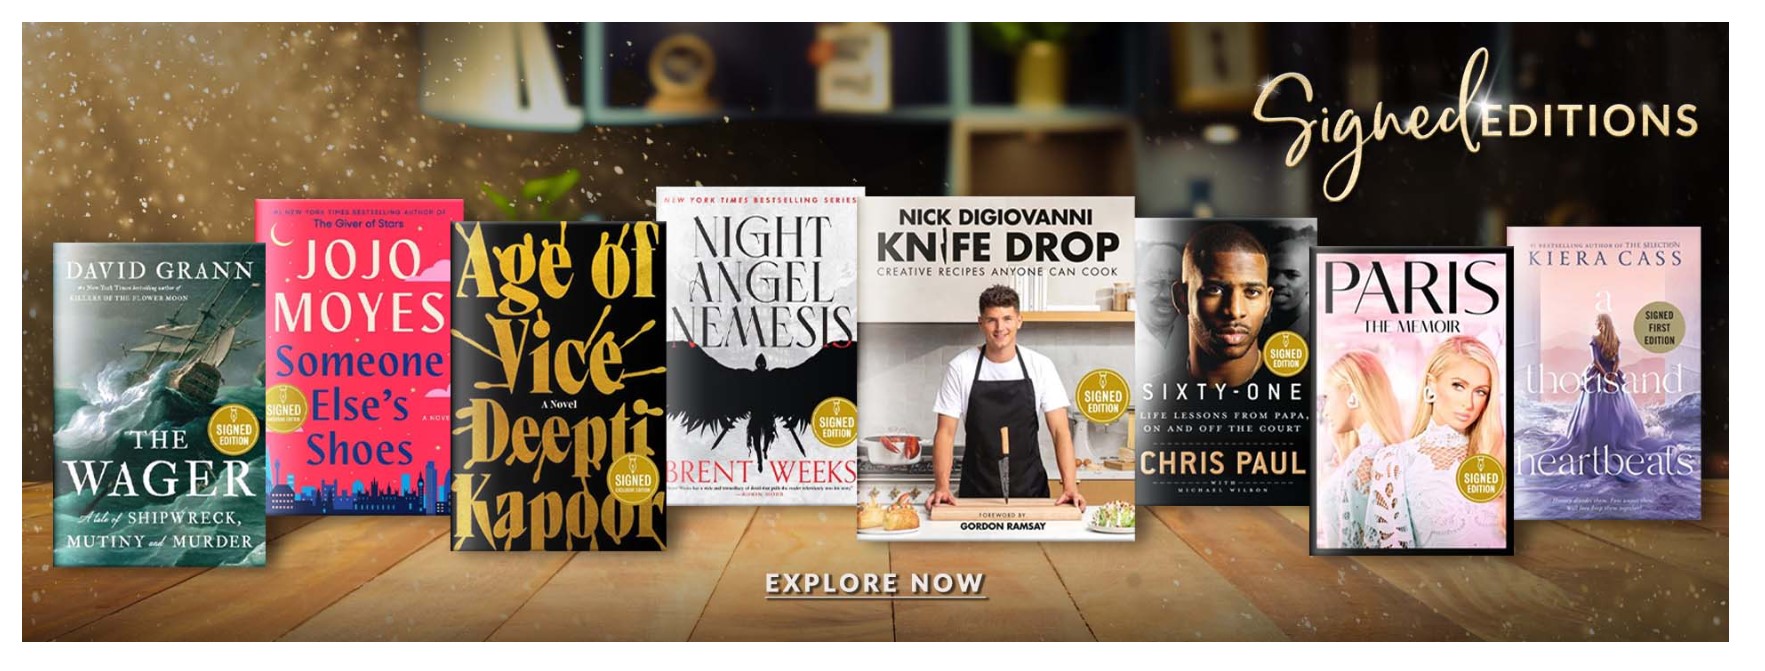 Signed EDITIONS
DAVID GRANN
#1 New York Times bestselling author of
KILLERS OF THE FLOWER MOON
SIGNED
EDITION
THE
WAGER
A tale of SHIPWRECK,
MUTINY and MURDER
#1 NEW YORK TIMES BESTSELLING AUTHOR OF
The Giver of Stars
JOJO
MOYES
Someone
Else's
Shoes
A NOVEL
SIGNED
Age of
Vice
A Novel
Deepti
Kapoor
SIGNED
NEW YORK TIMES BESTSELLING SERIES
NIGHT
ANGEL
NEMESIS
SIGNED
EDITION
BRENT WEEKS
NICK DIGIOVANNI
KNIFE DROP
CREATIVE RECIPES ANYONE CAN COOK
SIGNED
EDITION
FOREWORD BY
GORDON RAMSAY
SIGNED
EDITION
SIXTY-ONE
LIFE LESSONS FROM PAPA,
ON AND OFF THE COURT
CHRIS PAUL
WITH
MICHAEL WILBON
PARIS
THE MEMOIR
SIGNED
EDITION
#1 BESTSELLING AUTHOR OF THE SELECTION
KIERA CASS
a
thousand
heartbeats
SIGNED
FIRST
EDITION
EXPLORE NOW